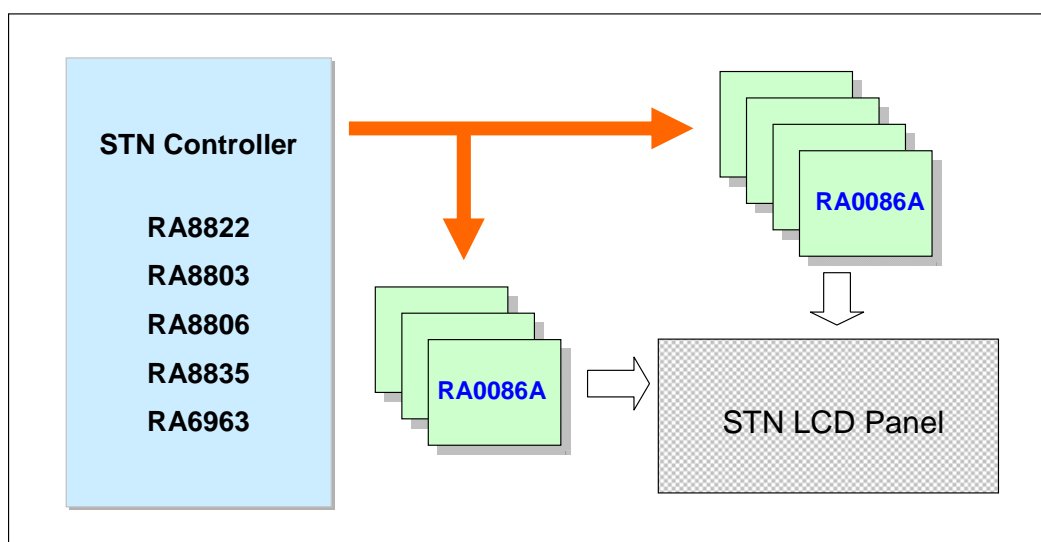 STN Controller
RA8822
RA8803
RA8806
RA8835
RA6963
RA0086A
RA0086A
STN LCD Panel